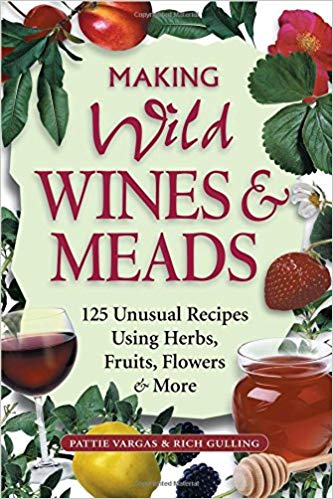 MAKING
Wild
WINES &
MEADS
125 Unusual Recipes
Using Herbs,
Fruits, Flowers
& More
PATTIE VARGAS & RICH GULLING